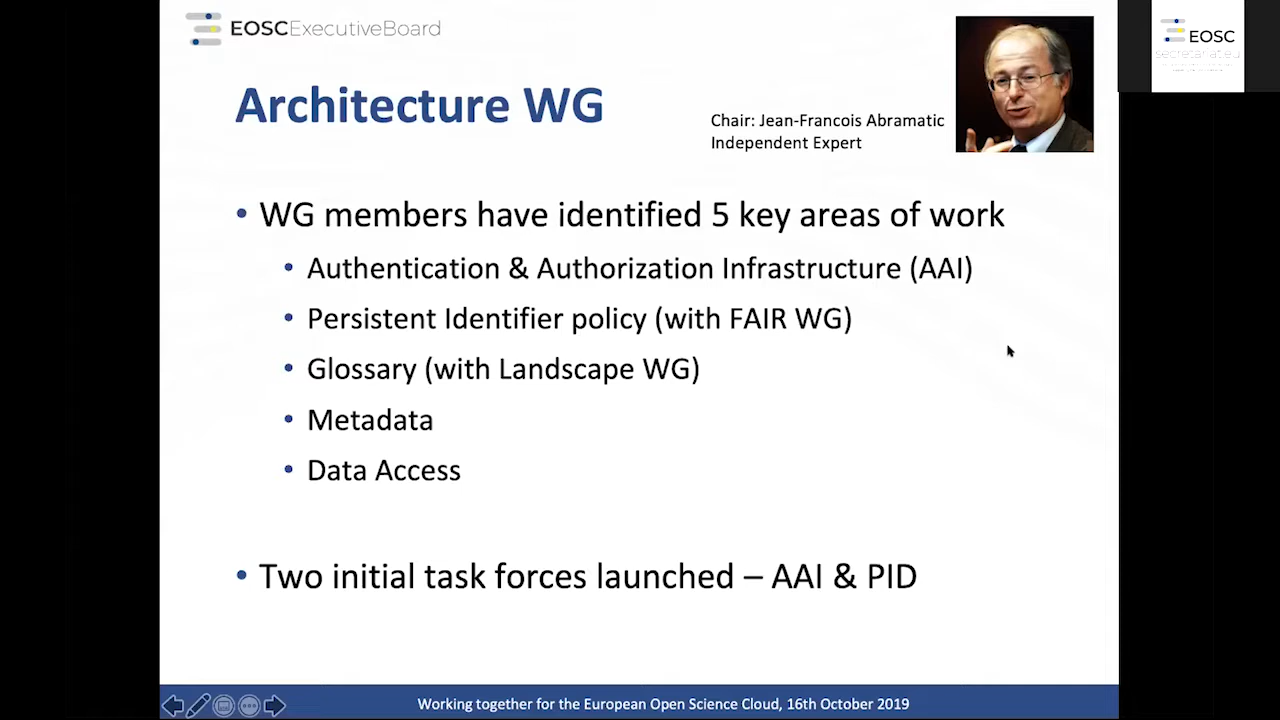 EOSCExecutiveBoard
EOSC
Architecture WG
Chair: Jean-Francois Abramatic
Independent Expert
• WG members have identified 5 key areas of work
• Authentication & Authorization Infrastructure (AAI)
• Persistent Identifier policy (with FAIR WG)
• Glossary (with Landscape WG)
• Metadata
• Data Access
• Two initial task forces launched – AAI & PID
Working together for the European Open Science Cloud, 16th October 2019